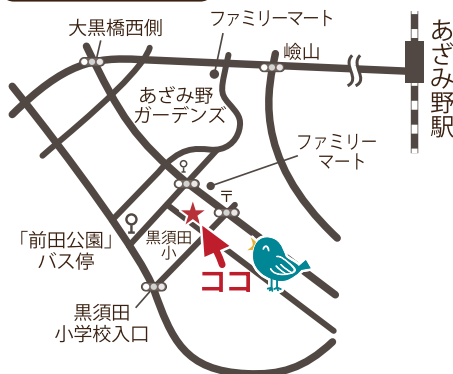 ファミリーマート
大黒橋西側
嶮山
あざみ野駅
あざみ野
ガーデンズ
ファミリー
マート
〒
「前田公園」
バス停
黒須田
小
ココ
黒須田
小学校入口